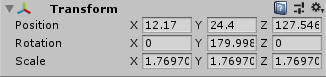 Transform
Position X 12.17 Y 24.4 Z 127.546
Rotation X 0 Y 179.998 Z 0
Scale X 1.76970 Y 1.76970 Z 1.76970